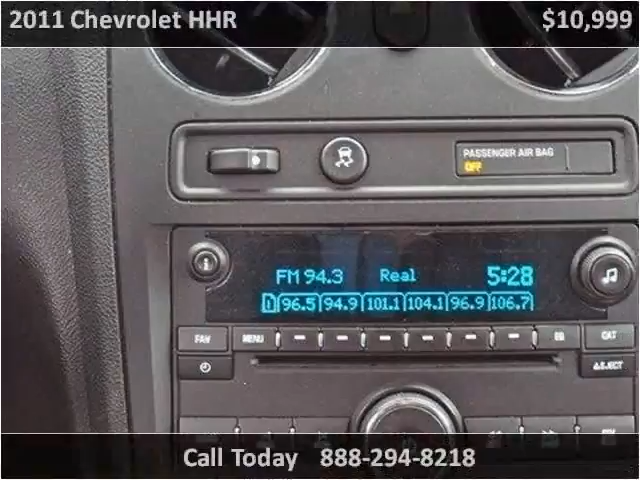 2011 Chevrolet HHR $10,999
PASSENGER AIR BAG
OFF
FM 94.3 Real 5:28
1 96.5 94.9 101.1 104.1 96.9 106.7
FAV MENU CAT
EJECT
Call Today 888-294-8218